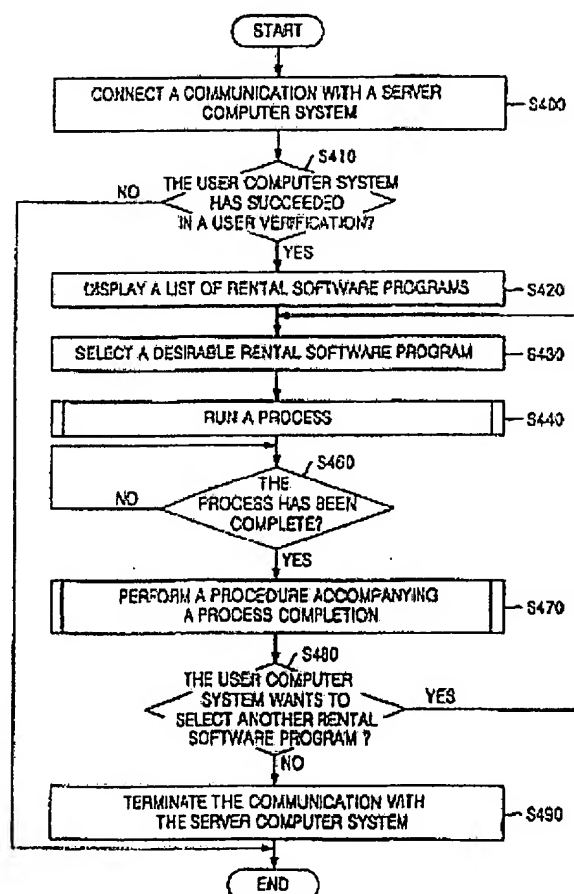 START
CONNECT A COMMUNICATION WITH A SERVER
COMPUTER SYSTEM
S400
S410
NO
THE USER COMPUTER SYSTEM
HAS SUCCEEDED
IN A USER VERIFICATION?
YES
DISPLAY A LIST OF RENTAL SOFTWARE PROGRAMS
S420
SELECT A DESIRABLE RENTAL SOFTWARE PROGRAM
S430
RUN A PROCESS
S440
S460
NO
THE
PROCESS HAS BEEN
COMPLETE?
YES
PERFORM A PROCEDURE ACCOMPANYING
A PROCESS COMPLETION
S470
S480
THE USER COMPUTER
SYSTEM WANTS TO
SELECT ANOTHER RENTAL
SOFTWARE PROGRAM ?
YES
NO
TERMINATE THE COMMUNICATION WITH
THE SERVER COMPUTER SYSTEM
S490
END